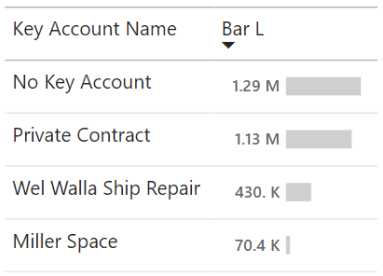 Key Account Name Bar L
No Key Account 1.29 M
Private Contract 1.13 M
Wel Walla Ship Repair 430. K
Miller Space 70.4 K